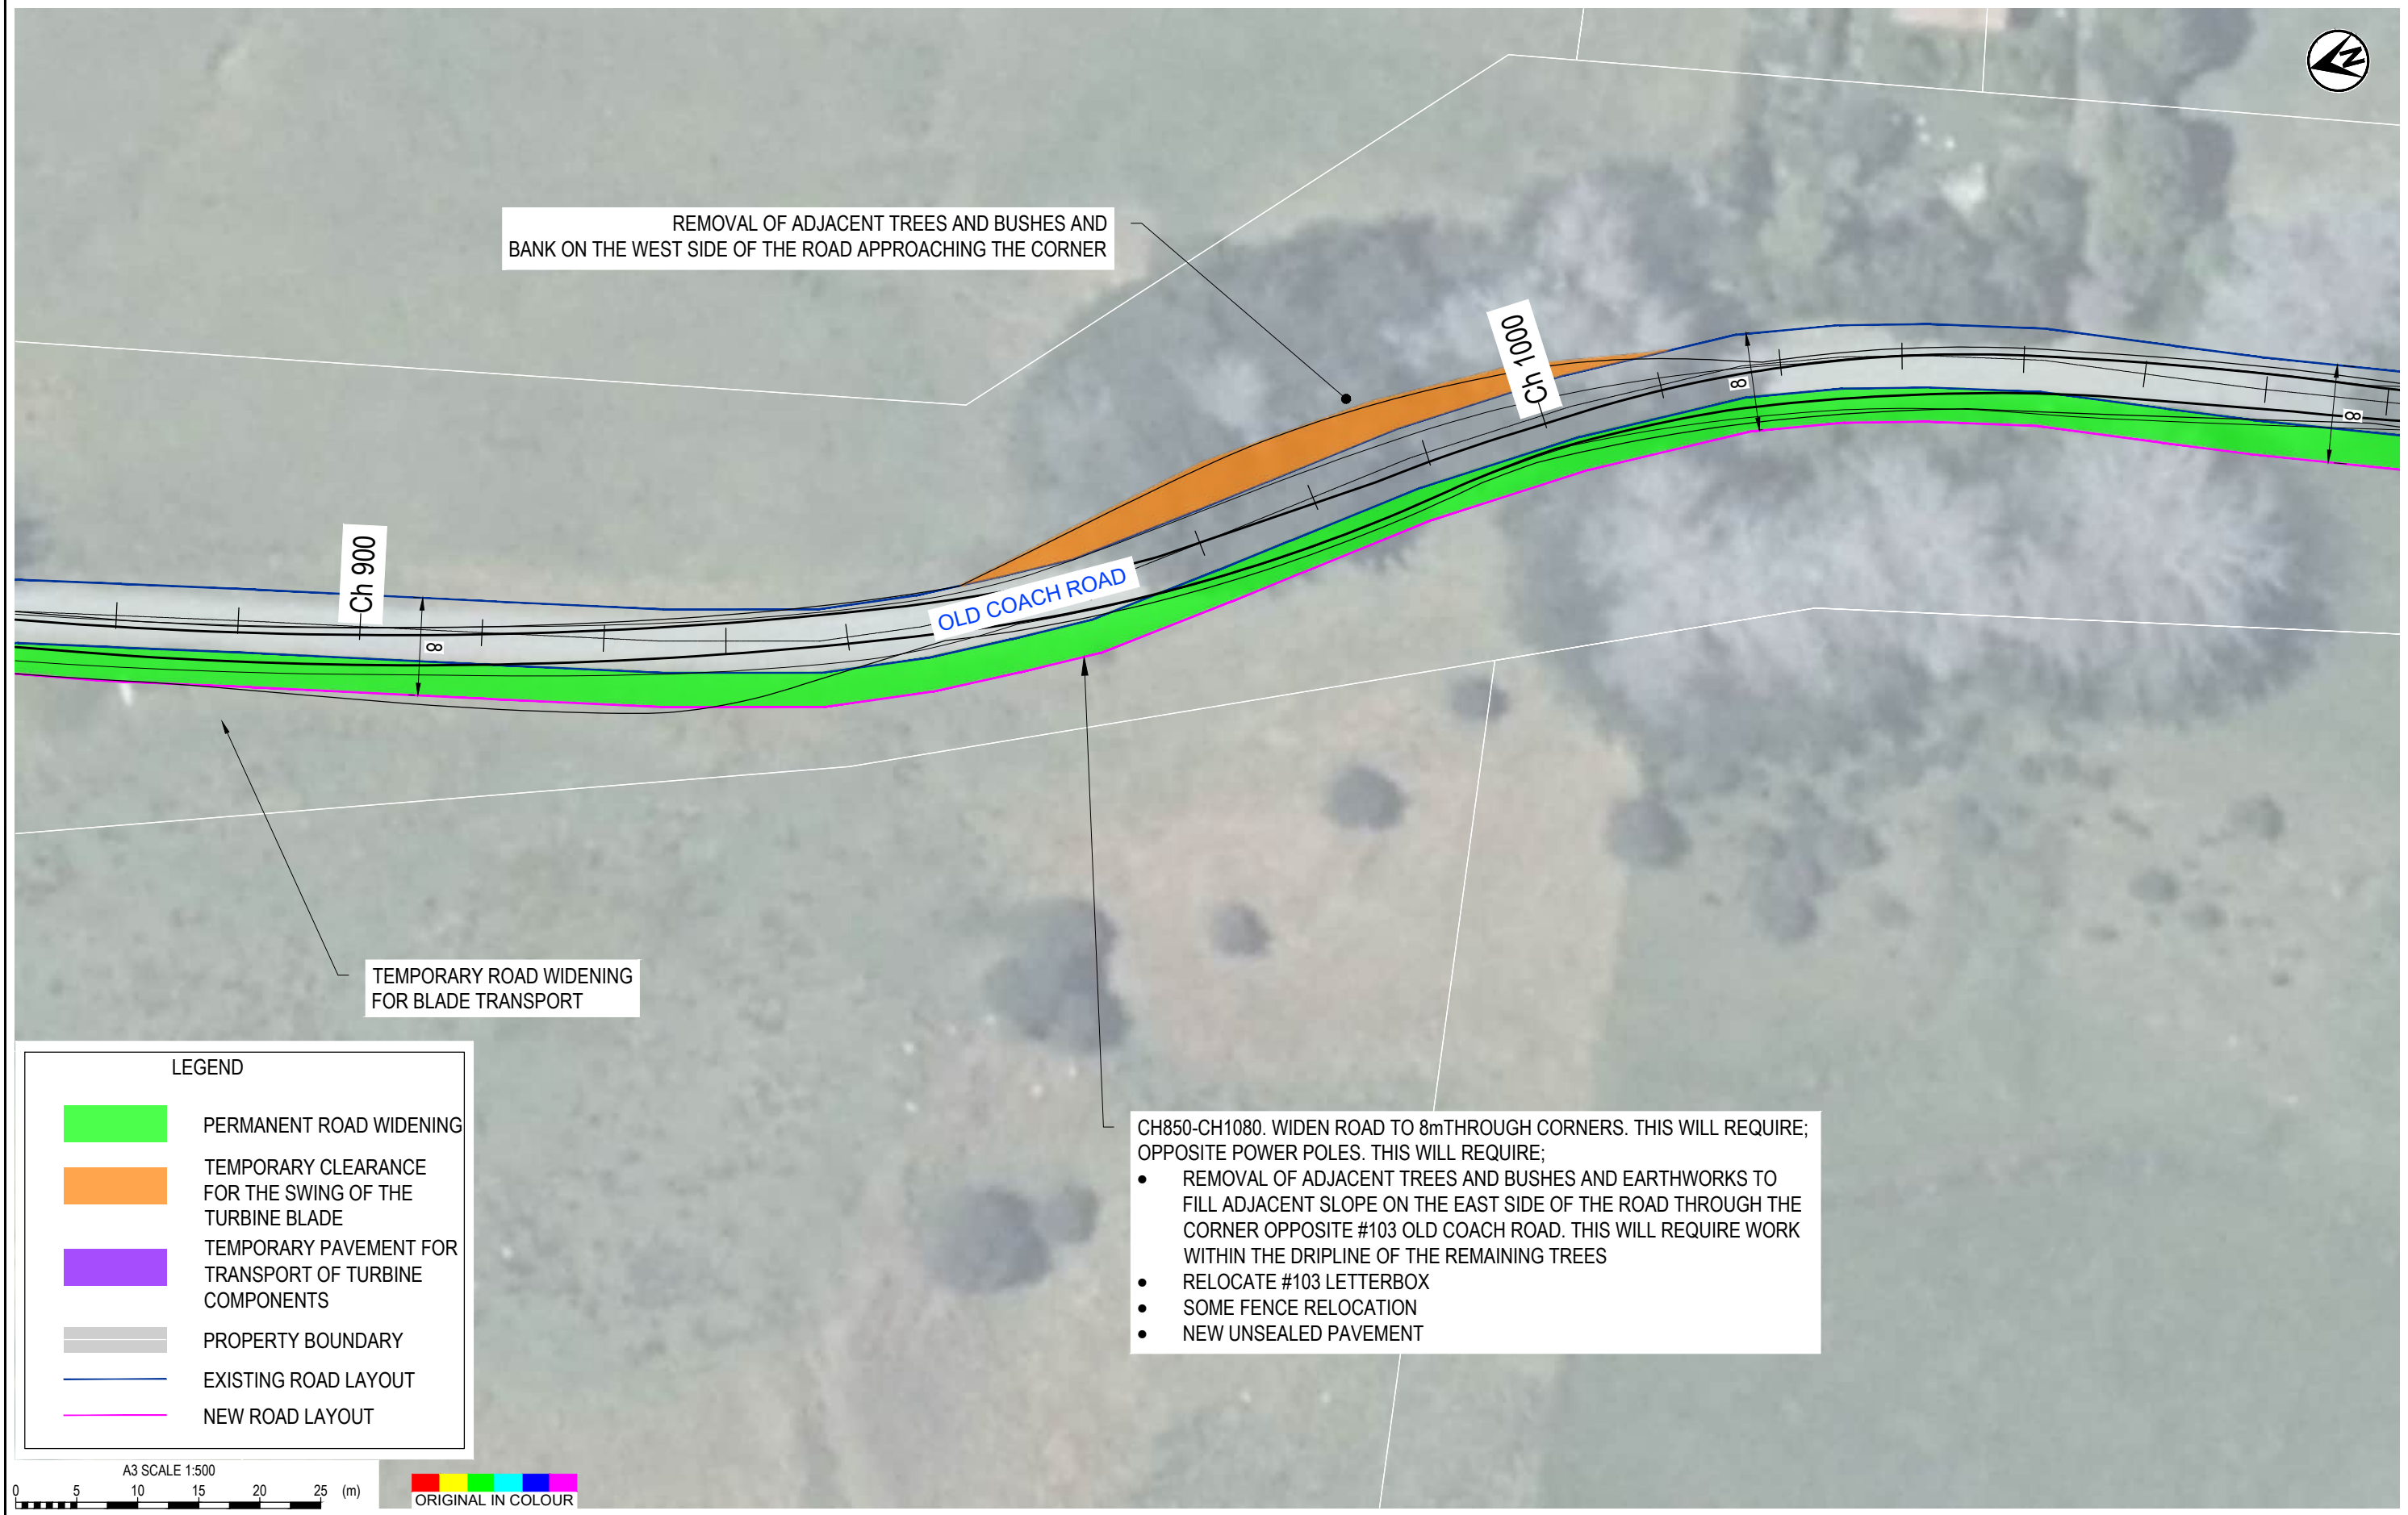 N
REMOVAL OF ADJACENT TREES AND BUSHES AND
BANK ON THE WEST SIDE OF THE ROAD APPROACHING THE CORNER
Ch 1000
8
8
Ch 900
OLD COACH ROAD
8
TEMPORARY ROAD WIDENING
FOR BLADE TRANSPORT
CH850-CH1080. WIDEN ROAD TO 8mTHROUGH CORNERS. THIS WILL REQUIRE;
OPPOSITE POWER POLES. THIS WILL REQUIRE;
● REMOVAL OF ADJACENT TREES AND BUSHES AND EARTHWORKS TO
FILL ADJACENT SLOPE ON THE EAST SIDE OF THE ROAD THROUGH THE
CORNER OPPOSITE #103 OLD COACH ROAD. THIS WILL REQUIRE WORK
WITHIN THE DRIPLINE OF THE REMAINING TREES
● RELOCATE #103 LETTERBOX
● SOME FENCE RELOCATION
● NEW UNSEALED PAVEMENT
LEGEND
PERMANENT ROAD WIDENING
TEMPORARY CLEARANCE
FOR THE SWING OF THE
TURBINE BLADE
TEMPORARY PAVEMENT FOR
TRANSPORT OF TURBINE
COMPONENTS
PROPERTY BOUNDARY
EXISTING ROAD LAYOUT
NEW ROAD LAYOUT
A3 SCALE 1:500
0 5 10 15 20 25 (m)
ORIGINAL IN COLOUR